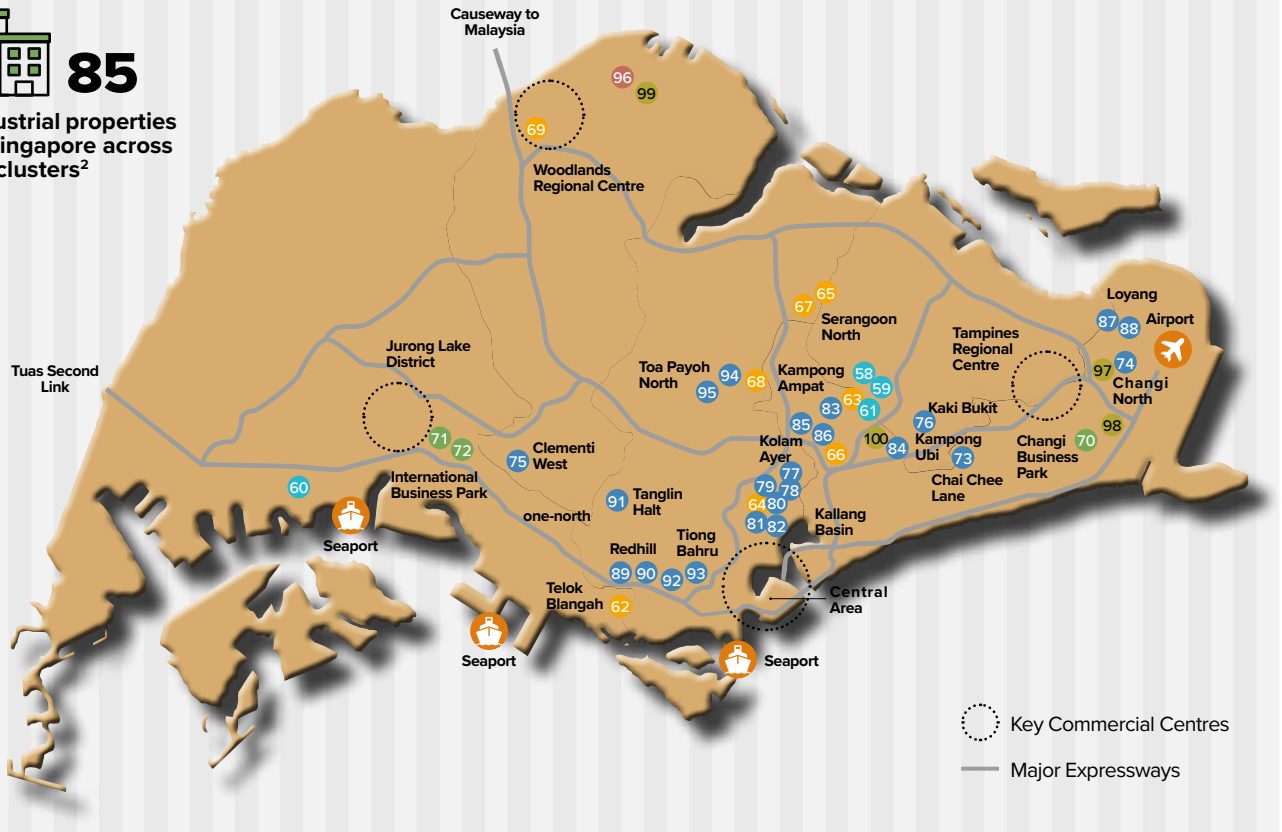 85
ustrial properties
ingapore across
clusters²
Causeway to
Malaysia
96
99
69
Woodlands
Regional Centre
65
67
Serangoon
North
Loyang
87
88
Airport
Tampines
Regional
Centre
97
74
Changi
North
Tuas Second
Link
Jurong Lake
District
Toa Payoh
North
94
95
68
Kampong
Ampat
58
59
63
61
83
85
86
Kolam
Ayer
66
100
84
76
Kaki Bukit
Kampong
Ubi
73
Chai Chee
Lane
98
70
Changi
Business
Park
71
72
International
Business Park
75
Clementi
West
60
Seaport
91
Tanglin
Halt
one-north
77
79
78
64
80
81
82
Kallang
Basin
Redhill
Tiong
Bahru
89
90
92
93
Telok
Blangah
62
Central
Area
Seaport
Seaport
Key Commercial Centres
Major Expressways